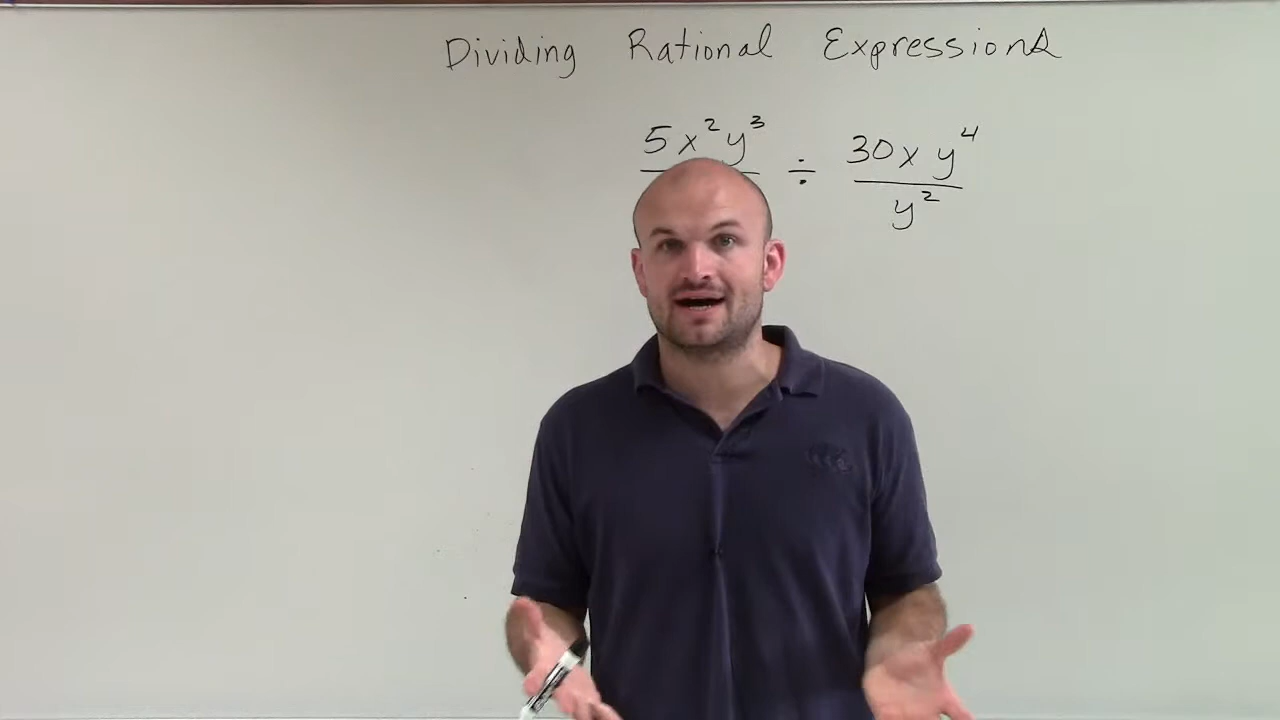 Dividing Rational Expressions
5x²y³ ÷ 30xy⁴
y²